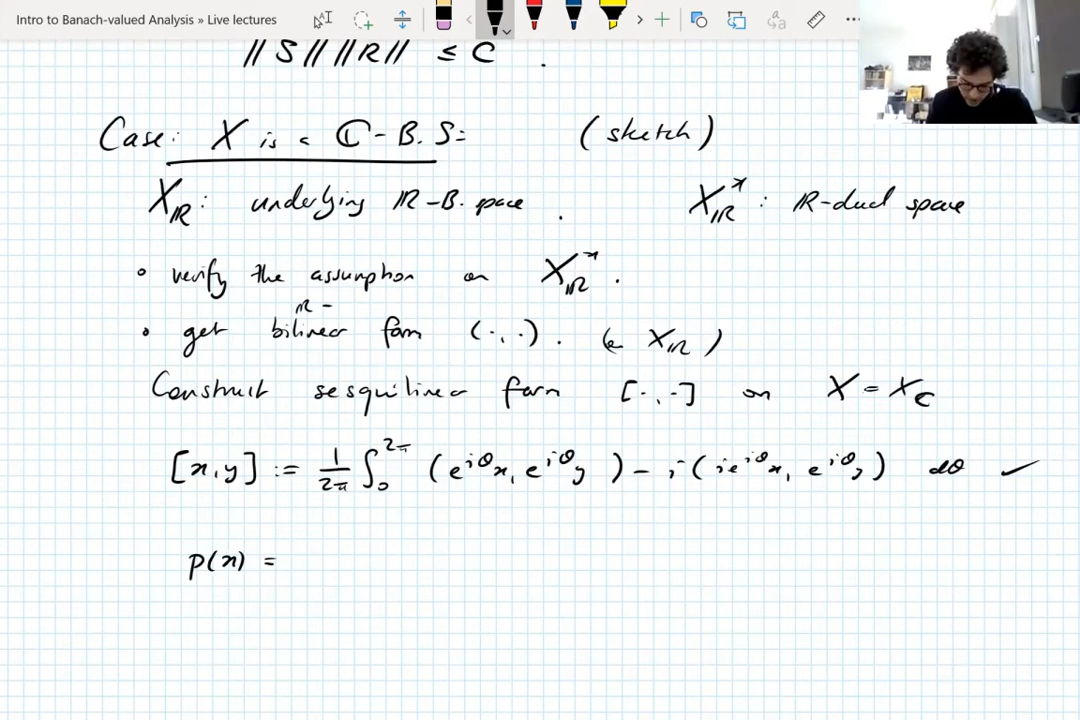 Intro to Banach-valued Analysis » Live lectures
‖S‖ ‖R‖ ≤ C .
Case: X is a ℂ-B.S: (sketch)
X_ℝ: underlying ℝ-B. space . X_ℝ^*: ℝ-dual space
• verify the assumption on X_ℝ^*.
ℝ-
• get bilinear form (·,·). (← X_ℝ)
Construct sesquilinear form [·,·] on X = X_ℂ
[x,y] := 1/2π ∫_0^{2π} (e^{iθ}x, e^{iθ}y) - i(ie^{iθ}x, e^{iθ}y) dθ ✓
p(x) =